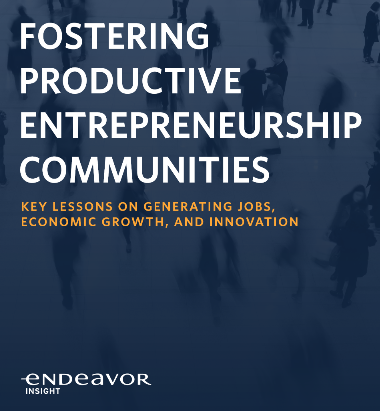 FOSTERING
PRODUCTIVE
ENTREPRENEURSHIP
COMMUNITIES
KEY LESSONS ON GENERATING JOBS,
ECONOMIC GROWTH, AND INNOVATION
enDeavor
INSIGHT